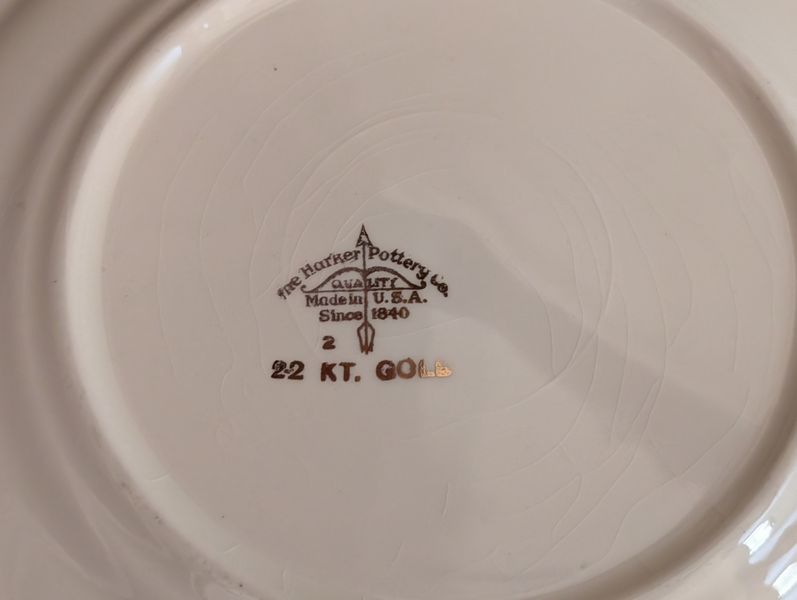 The Harker Pottery Co.
QUALITY
Made in U.S.A.
Since 1840
2
22 KT. GOLD